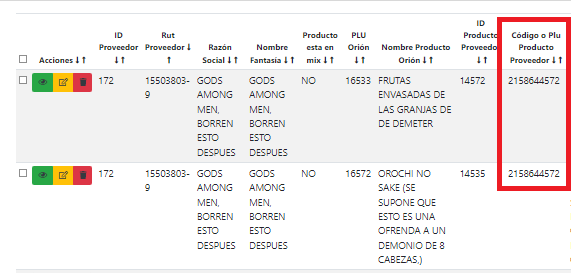 Acciones ↓↑ ID Proveedor ↓↑ Rut Proveedor ↓↑ Razón Social ↓↑ Nombre Fantasía ↓↑ Producto esta en mix ↓↑ PLU Orión ↓↑ Nombre Producto Orión ↓↑ ID Producto Proveedor ↓↑ Código o Plu Producto Proveedor ↓↑
172 15503803- NO 16533 14572 2158644572
9
GODS AMONG MEN, BORREN ESTO DESPUES
GODS AMONG MEN, BORREN ESTO DESPUES
FRUTAS ENVASADAS DE LAS GRANJAS DE DE DEMETER
172 15503803- NO 16572 14535 2158644572
9
GODS AMONG MEN, BORREN ESTO DESPUES
GODS AMONG MEN, BORREN ESTO DESPUES
OROCHI NO SAKE (SE SUPONE QUE ESTO ES UNA OFRENDA A UN DEMONIO DE 8 CABEZAS,)